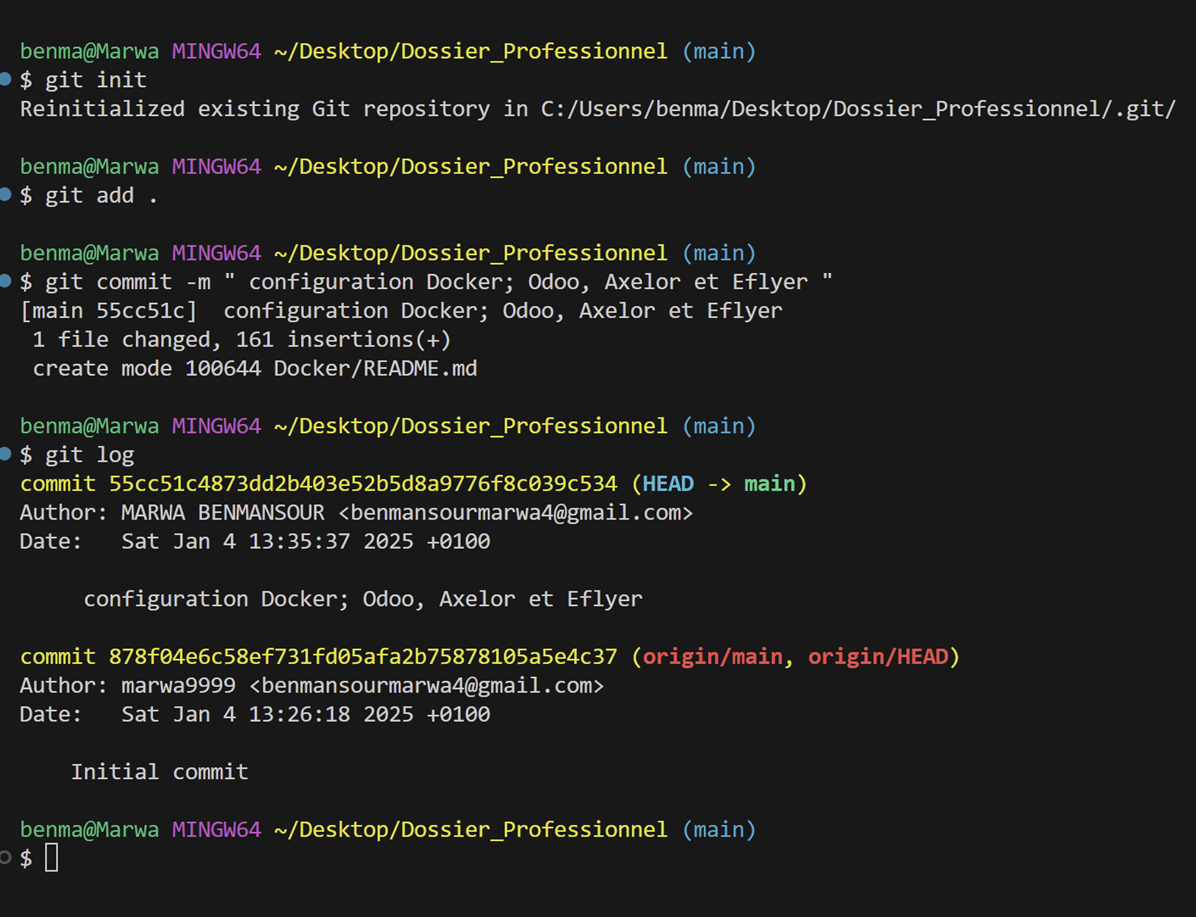 benma@Marwa MINGW64 ~/Desktop/Dossier_Professionnel (main)
$ git init
Reinitialized existing Git repository in C:/Users/benma/Desktop/Dossier_Professionnel/.git/
benma@Marwa MINGW64 ~/Desktop/Dossier_Professionnel (main)
$ git add .
benma@Marwa MINGW64 ~/Desktop/Dossier_Professionnel (main)
$ git commit -m " configuration Docker; Odoo, Axelor et Eflyer "
[main 55cc51c]  configuration Docker; Odoo, Axelor et Eflyer
 1 file changed, 161 insertions(+)
 create mode 100644 Docker/README.md
benma@Marwa MINGW64 ~/Desktop/Dossier_Professionnel (main)
$ git log
commit 55cc51c4873dd2b403e52b5d8a9776f8c039c534 (HEAD -> main)
Author: MARWA BENMANSOUR <benmansourmarwa4@gmail.com>
Date:   Sat Jan 4 13:35:37 2025 +0100
     configuration Docker; Odoo, Axelor et Eflyer
commit 878f04e6c58ef731fd05afa2b75878105a5e4c37 (origin/main, origin/HEAD)
Author: marwa9999 <benmansourmarwa4@gmail.com>
Date:   Sat Jan 4 13:26:18 2025 +0100
    Initial commit
benma@Marwa MINGW64 ~/Desktop/Dossier_Professionnel (main)
$